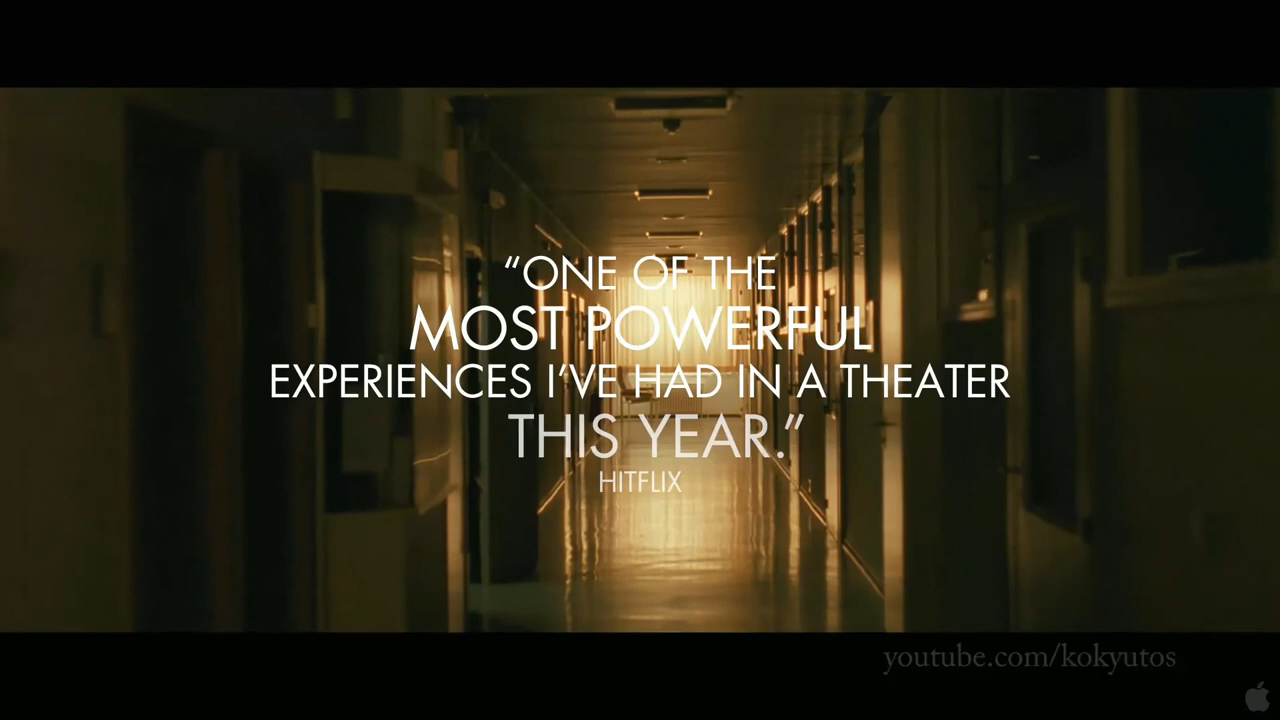 “ONE OF THE
MOST POWERFUL
EXPERIENCES I’VE HAD IN A THEATER
THIS YEAR.”
HITFLIX
youtube.com/kokyutos